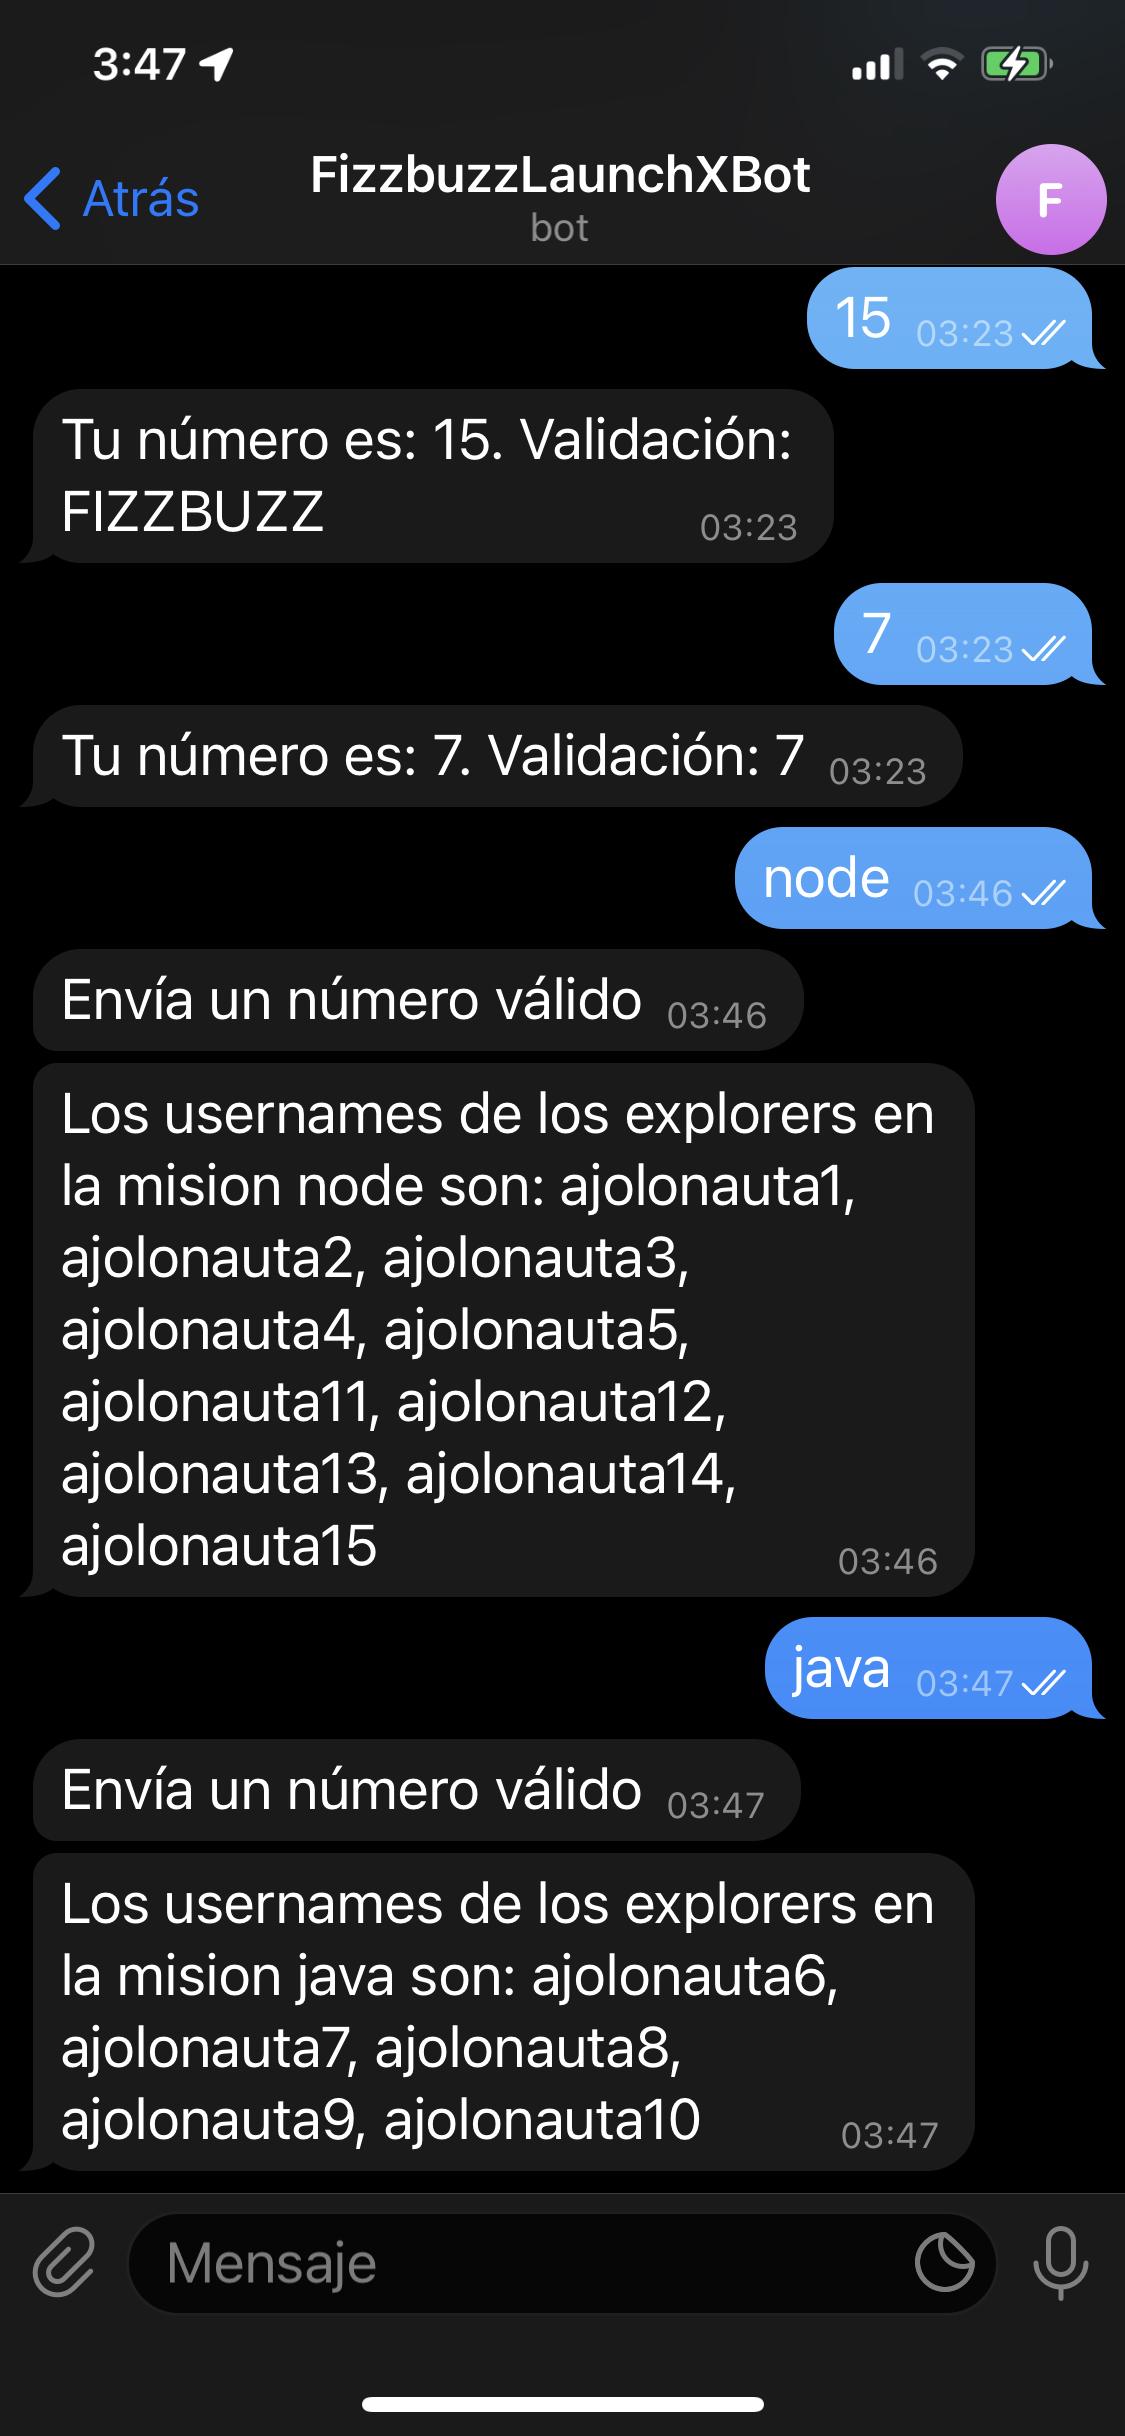 3:47
Atrás
FizzbuzzLaunchXBot
bot
F
15 03:23
Tu número es: 15. Validación:
FIZZBUZZ 03:23
7 03:23
Tu número es: 7. Validación: 7 03:23
node 03:46
Envía un número válido 03:46
Los usernames de los explorers en
la mision node son: ajolonauta1,
ajolonauta2, ajolonauta3,
ajolonauta4, ajolonauta5,
ajolonauta11, ajolonauta12,
ajolonauta13, ajolonauta14,
ajolonauta15 03:46
java 03:47
Envía un número válido 03:47
Los usernames de los explorers en
la mision java son: ajolonauta6,
ajolonauta7, ajolonauta8,
ajolonauta9, ajolonauta10 03:47
Mensaje